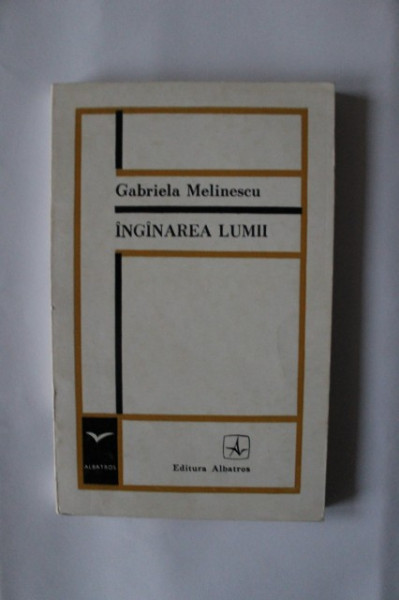 Gabriela Melinescu
ÎNGÎNAREA LUMII
ALBATROS
Editura Albatros